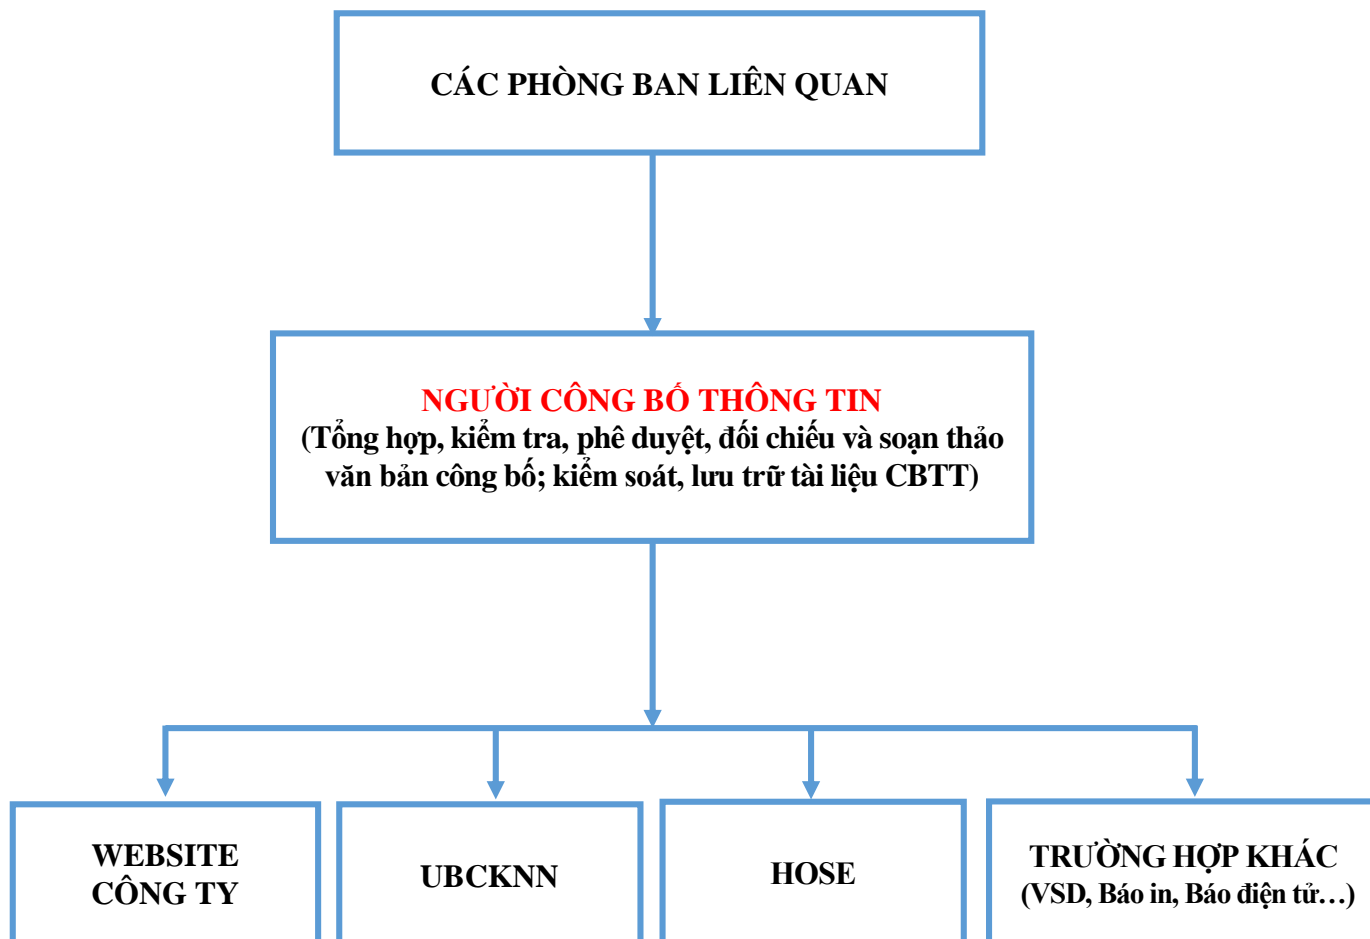 CÁC PHÒNG BAN LIÊN QUAN
NGƯỜI CÔNG BỐ THÔNG TIN
(Tổng hợp, kiểm tra, phê duyệt, đối chiếu và soạn thảo
văn bản công bố; kiểm soát, lưu trữ tài liệu CBTT)
WEBSITE
CÔNG TY
UBCKNN
HOSE
TRƯỜNG HỢP KHÁC
(VSD, Báo in, Báo điện tử…)